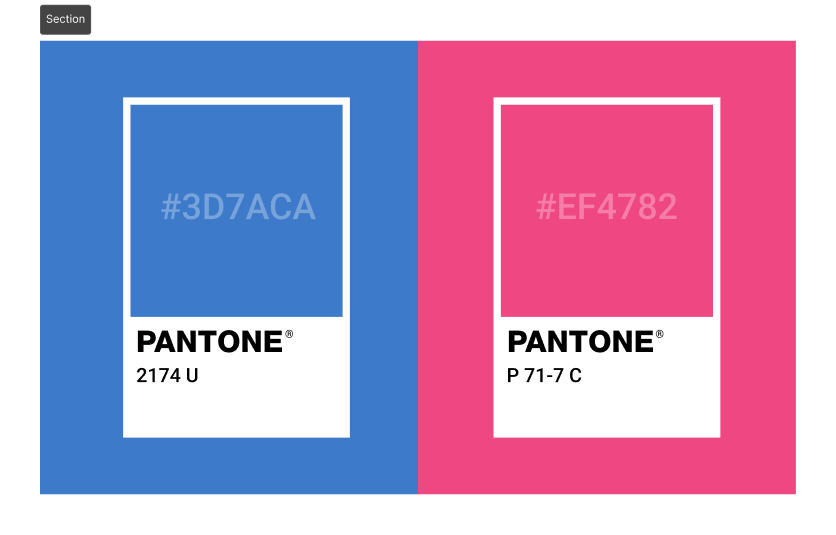 Section
#3D7ACA
PANTONE®
2174 U
#EF4782
PANTONE®
P 71-7 C